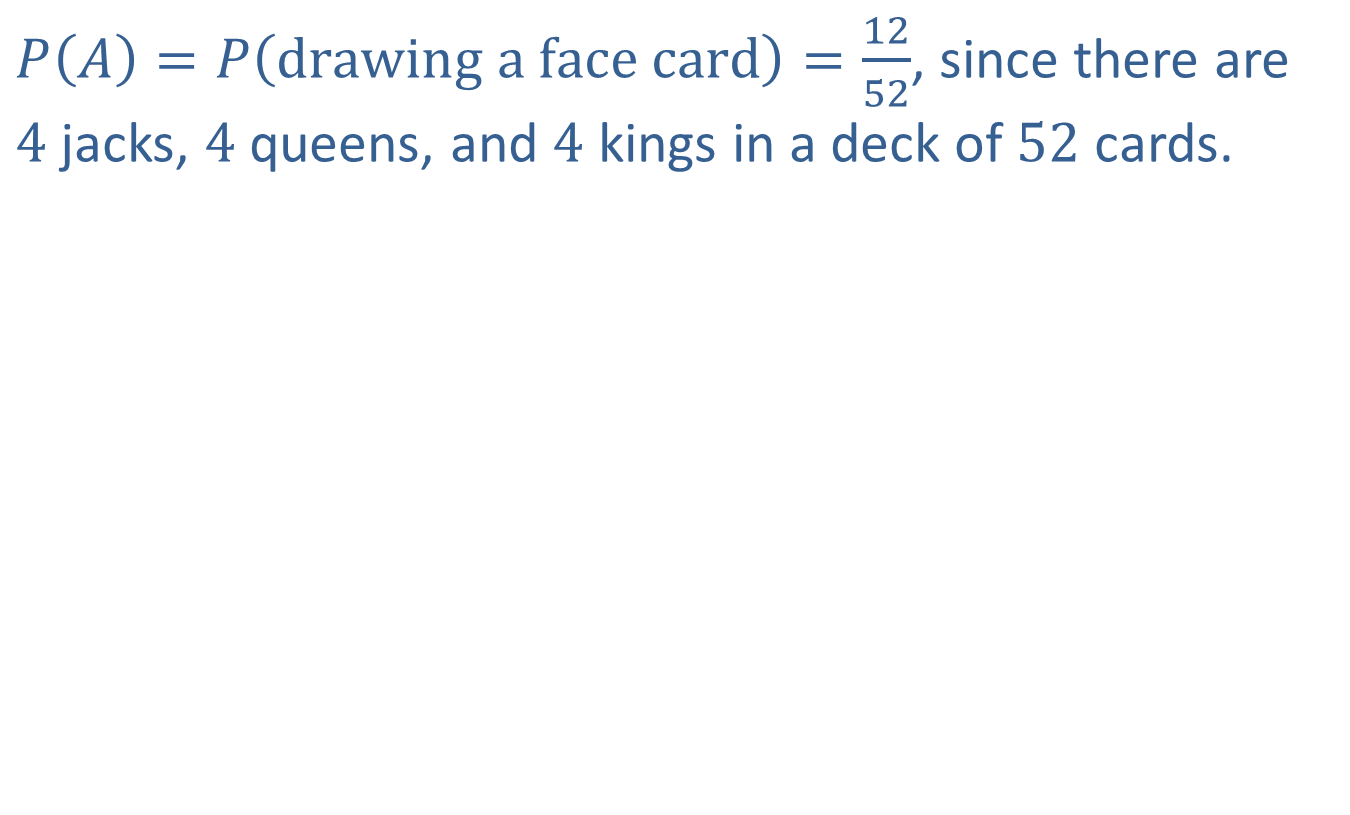 P(A) = P(drawing a face card) = 12/52, since there are
4 jacks, 4 queens, and 4 kings in a deck of 52 cards.